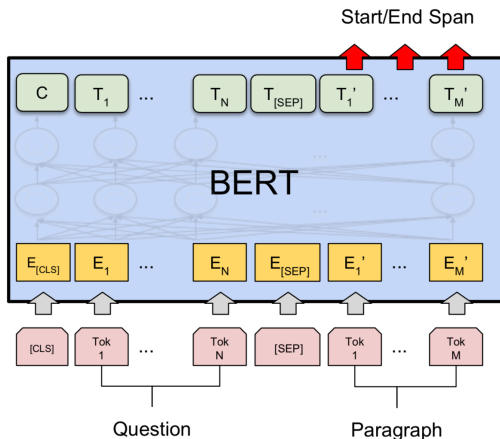 Start/End Span
C T1 ... TN T[SEP] T1' ... TM'
...
BERT
...
E[CLS] E1 ... EN E[SEP] E1' ... EM'
[CLS] Tok 1 ... Tok N [SEP] Tok 1 ... Tok M
Question Paragraph